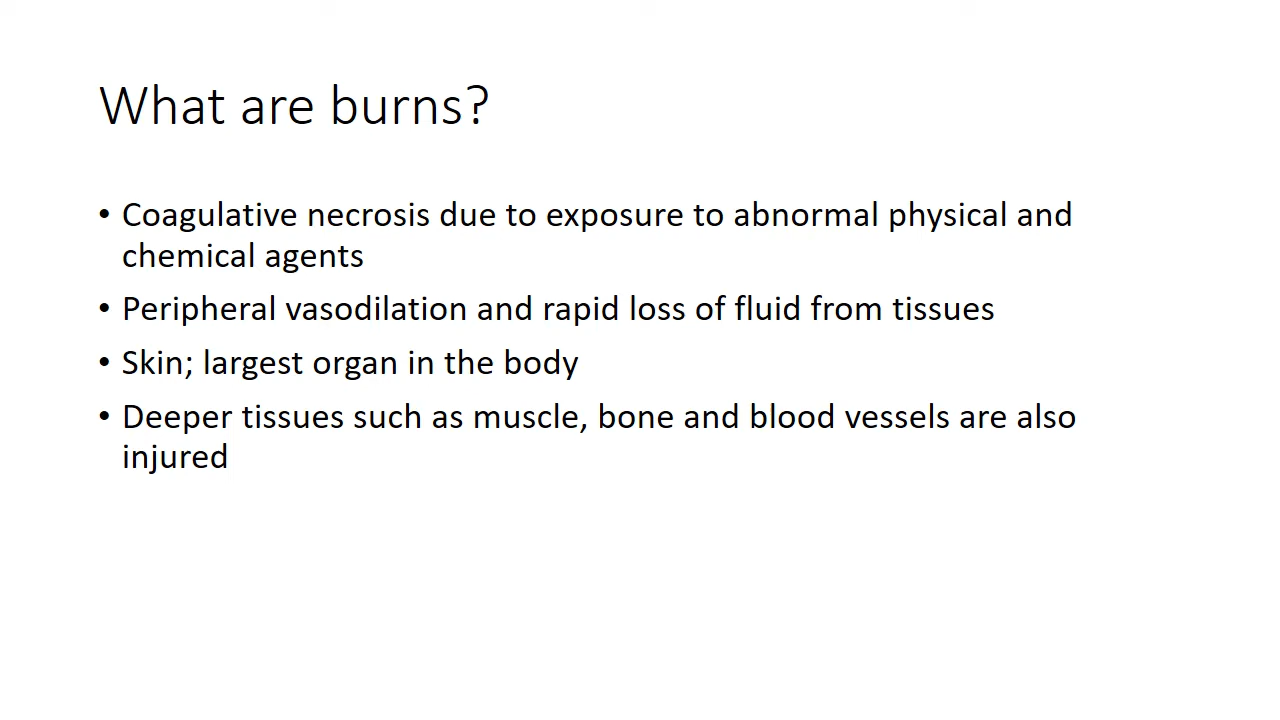 What are burns?
• Coagulative necrosis due to exposure to abnormal physical and
chemical agents
• Peripheral vasodilation and rapid loss of fluid from tissues
• Skin; largest organ in the body
• Deeper tissues such as muscle, bone and blood vessels are also
injured